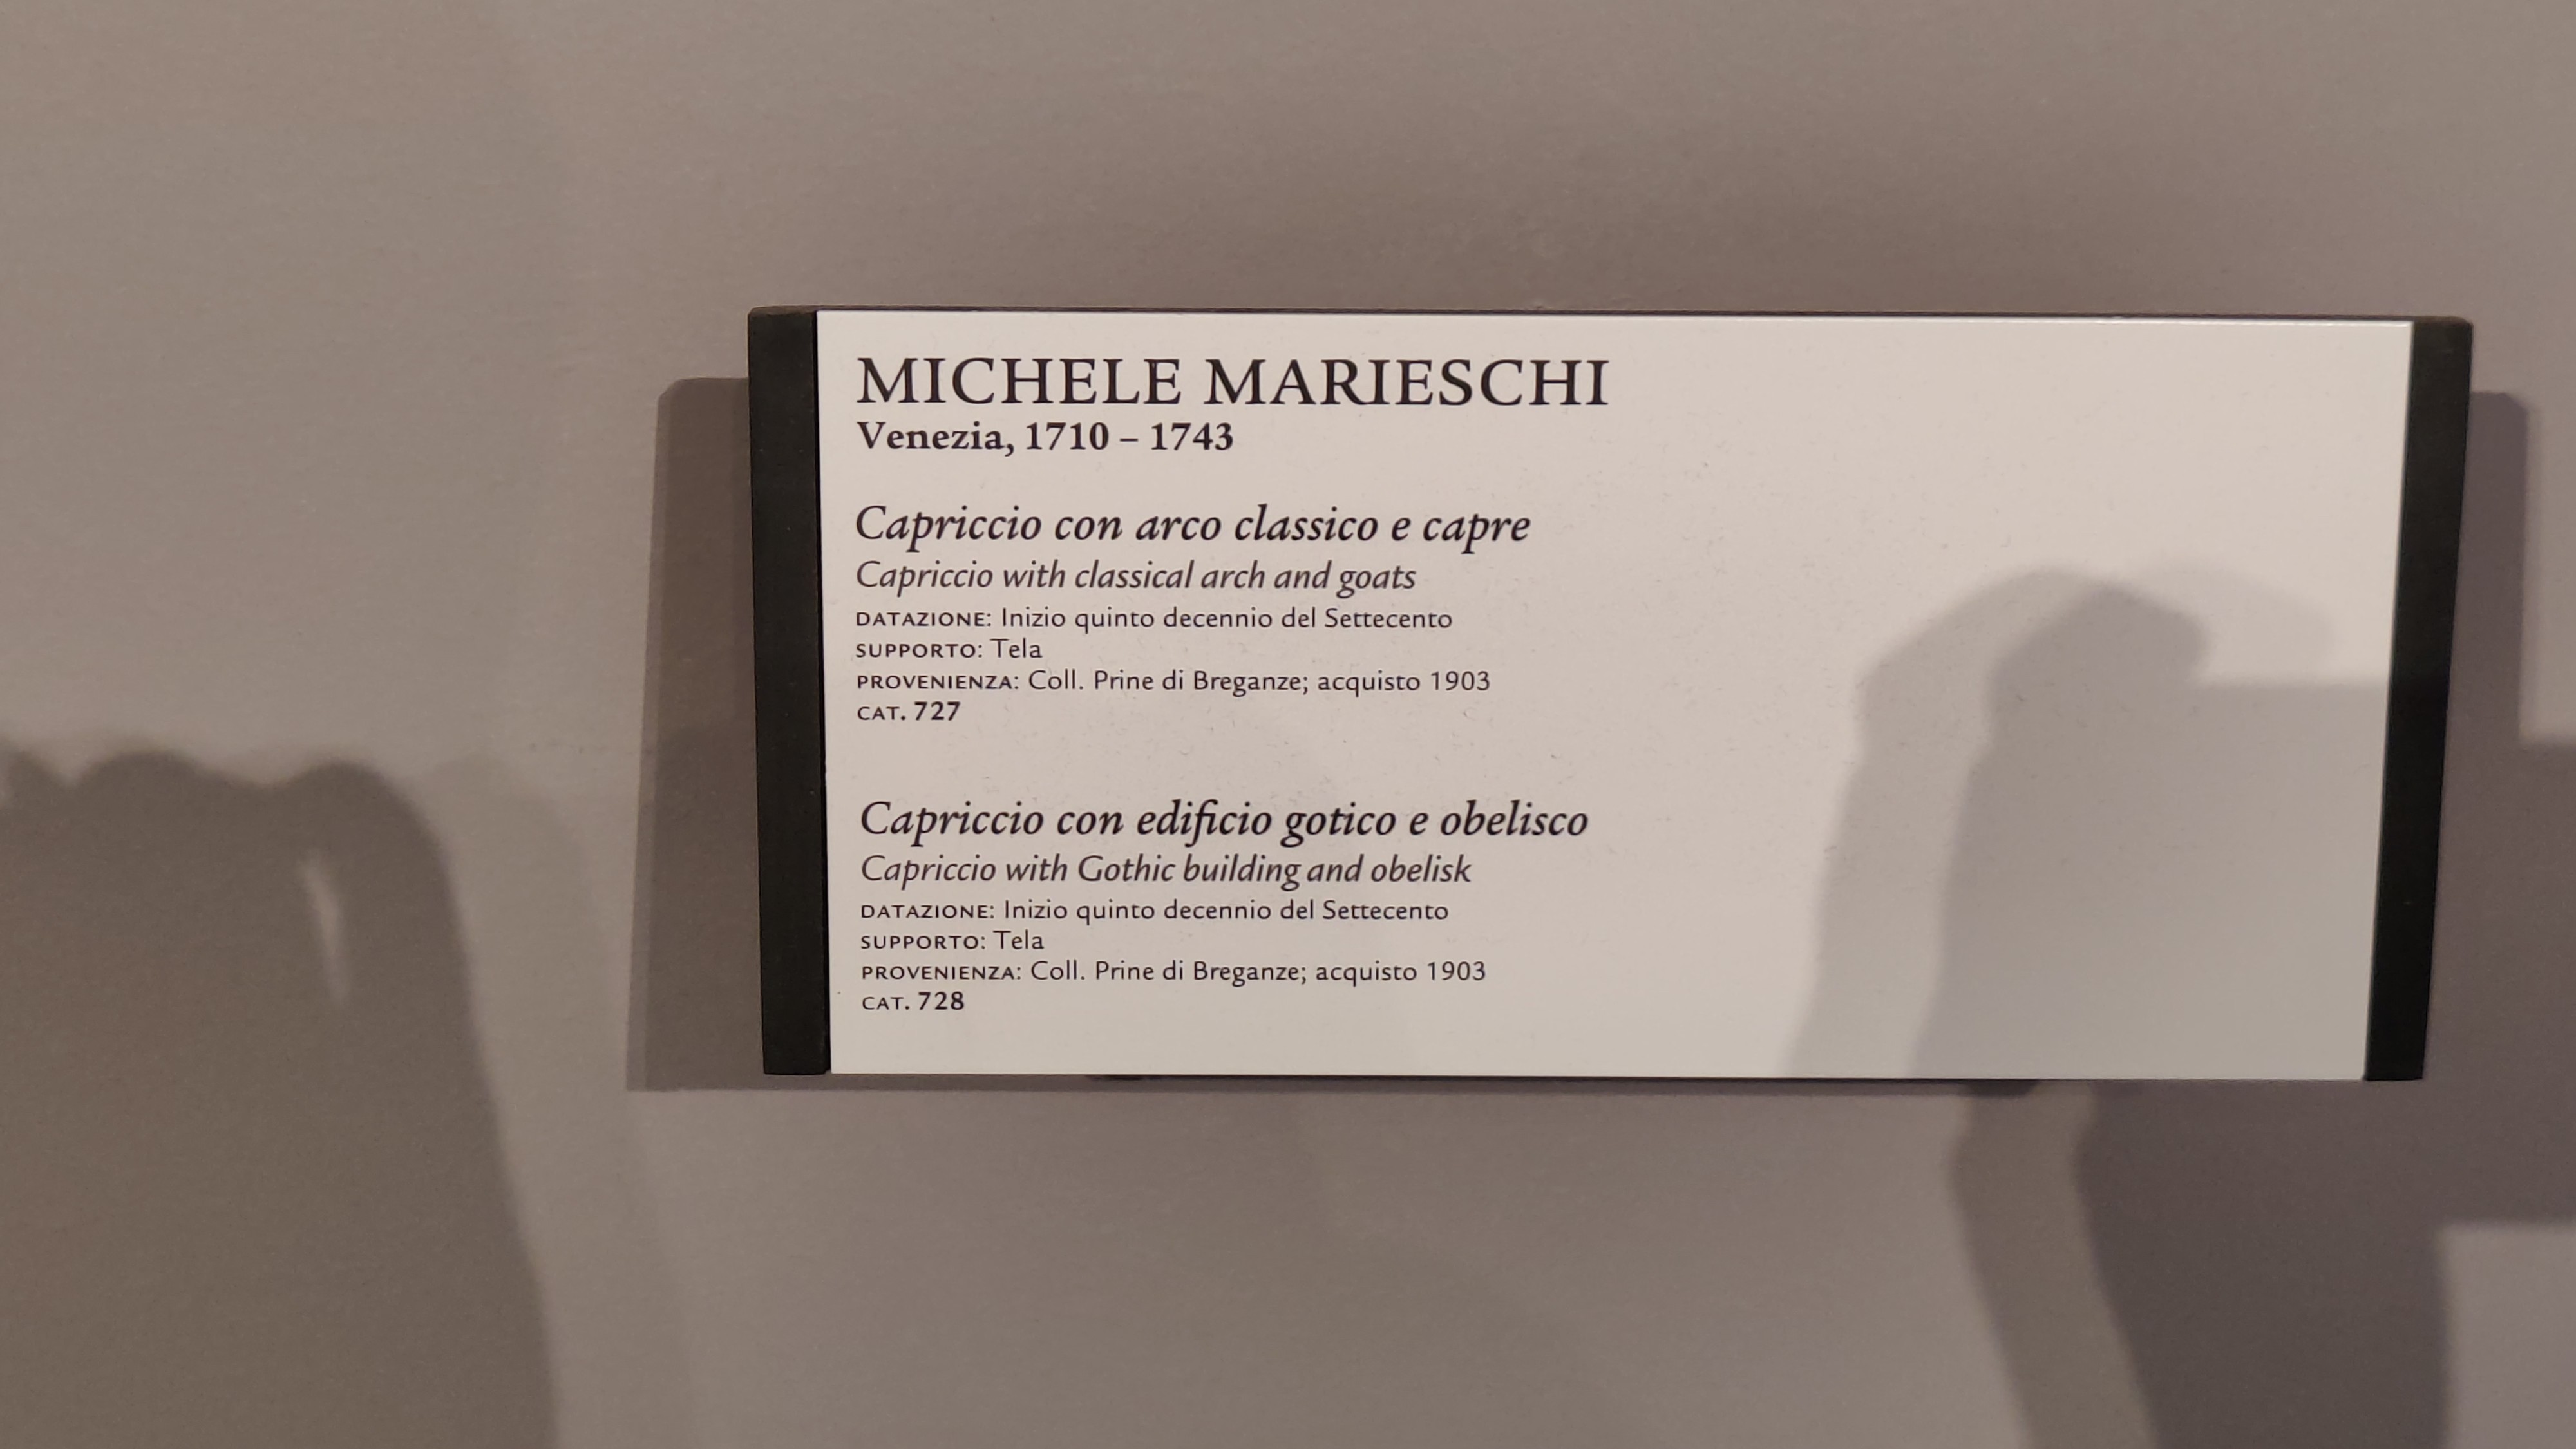 MICHELE MARIESCHI
Venezia, 1710 – 1743
Capriccio con arco classico e capre
Capriccio with classical arch and goats
DATAZIONE: Inizio quinto decennio del Settecento
SUPPORTO: Tela
PROVENIENZA: Coll. Prine di Breganze; acquisto 1903
CAT. 727
Capriccio con edificio gotico e obelisco
Capriccio with Gothic building and obelisk
DATAZIONE: Inizio quinto decennio del Settecento
SUPPORTO: Tela
PROVENIENZA: Coll. Prine di Breganze; acquisto 1903
CAT. 728